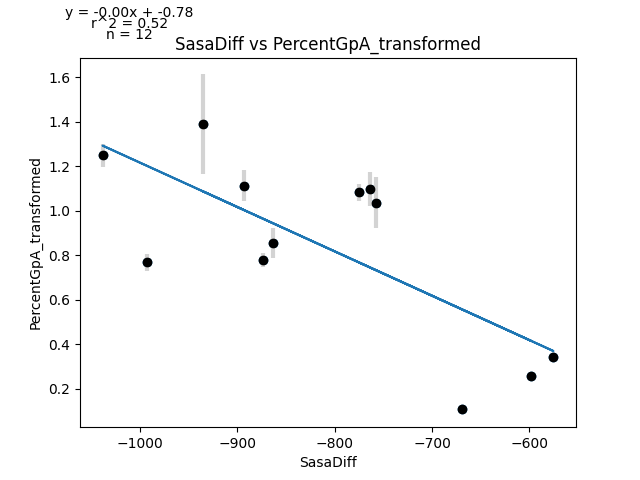 y = -0.00x + -0.78
r^2 = 0.52
n = 12
SasaDiff vs PercentGpA_transformed
1.6
1.4
1.2
1.0
0.8
0.6
0.4
0.2
PercentGpA_transformed
−1000 −900 −800 −700 −600
SasaDiff